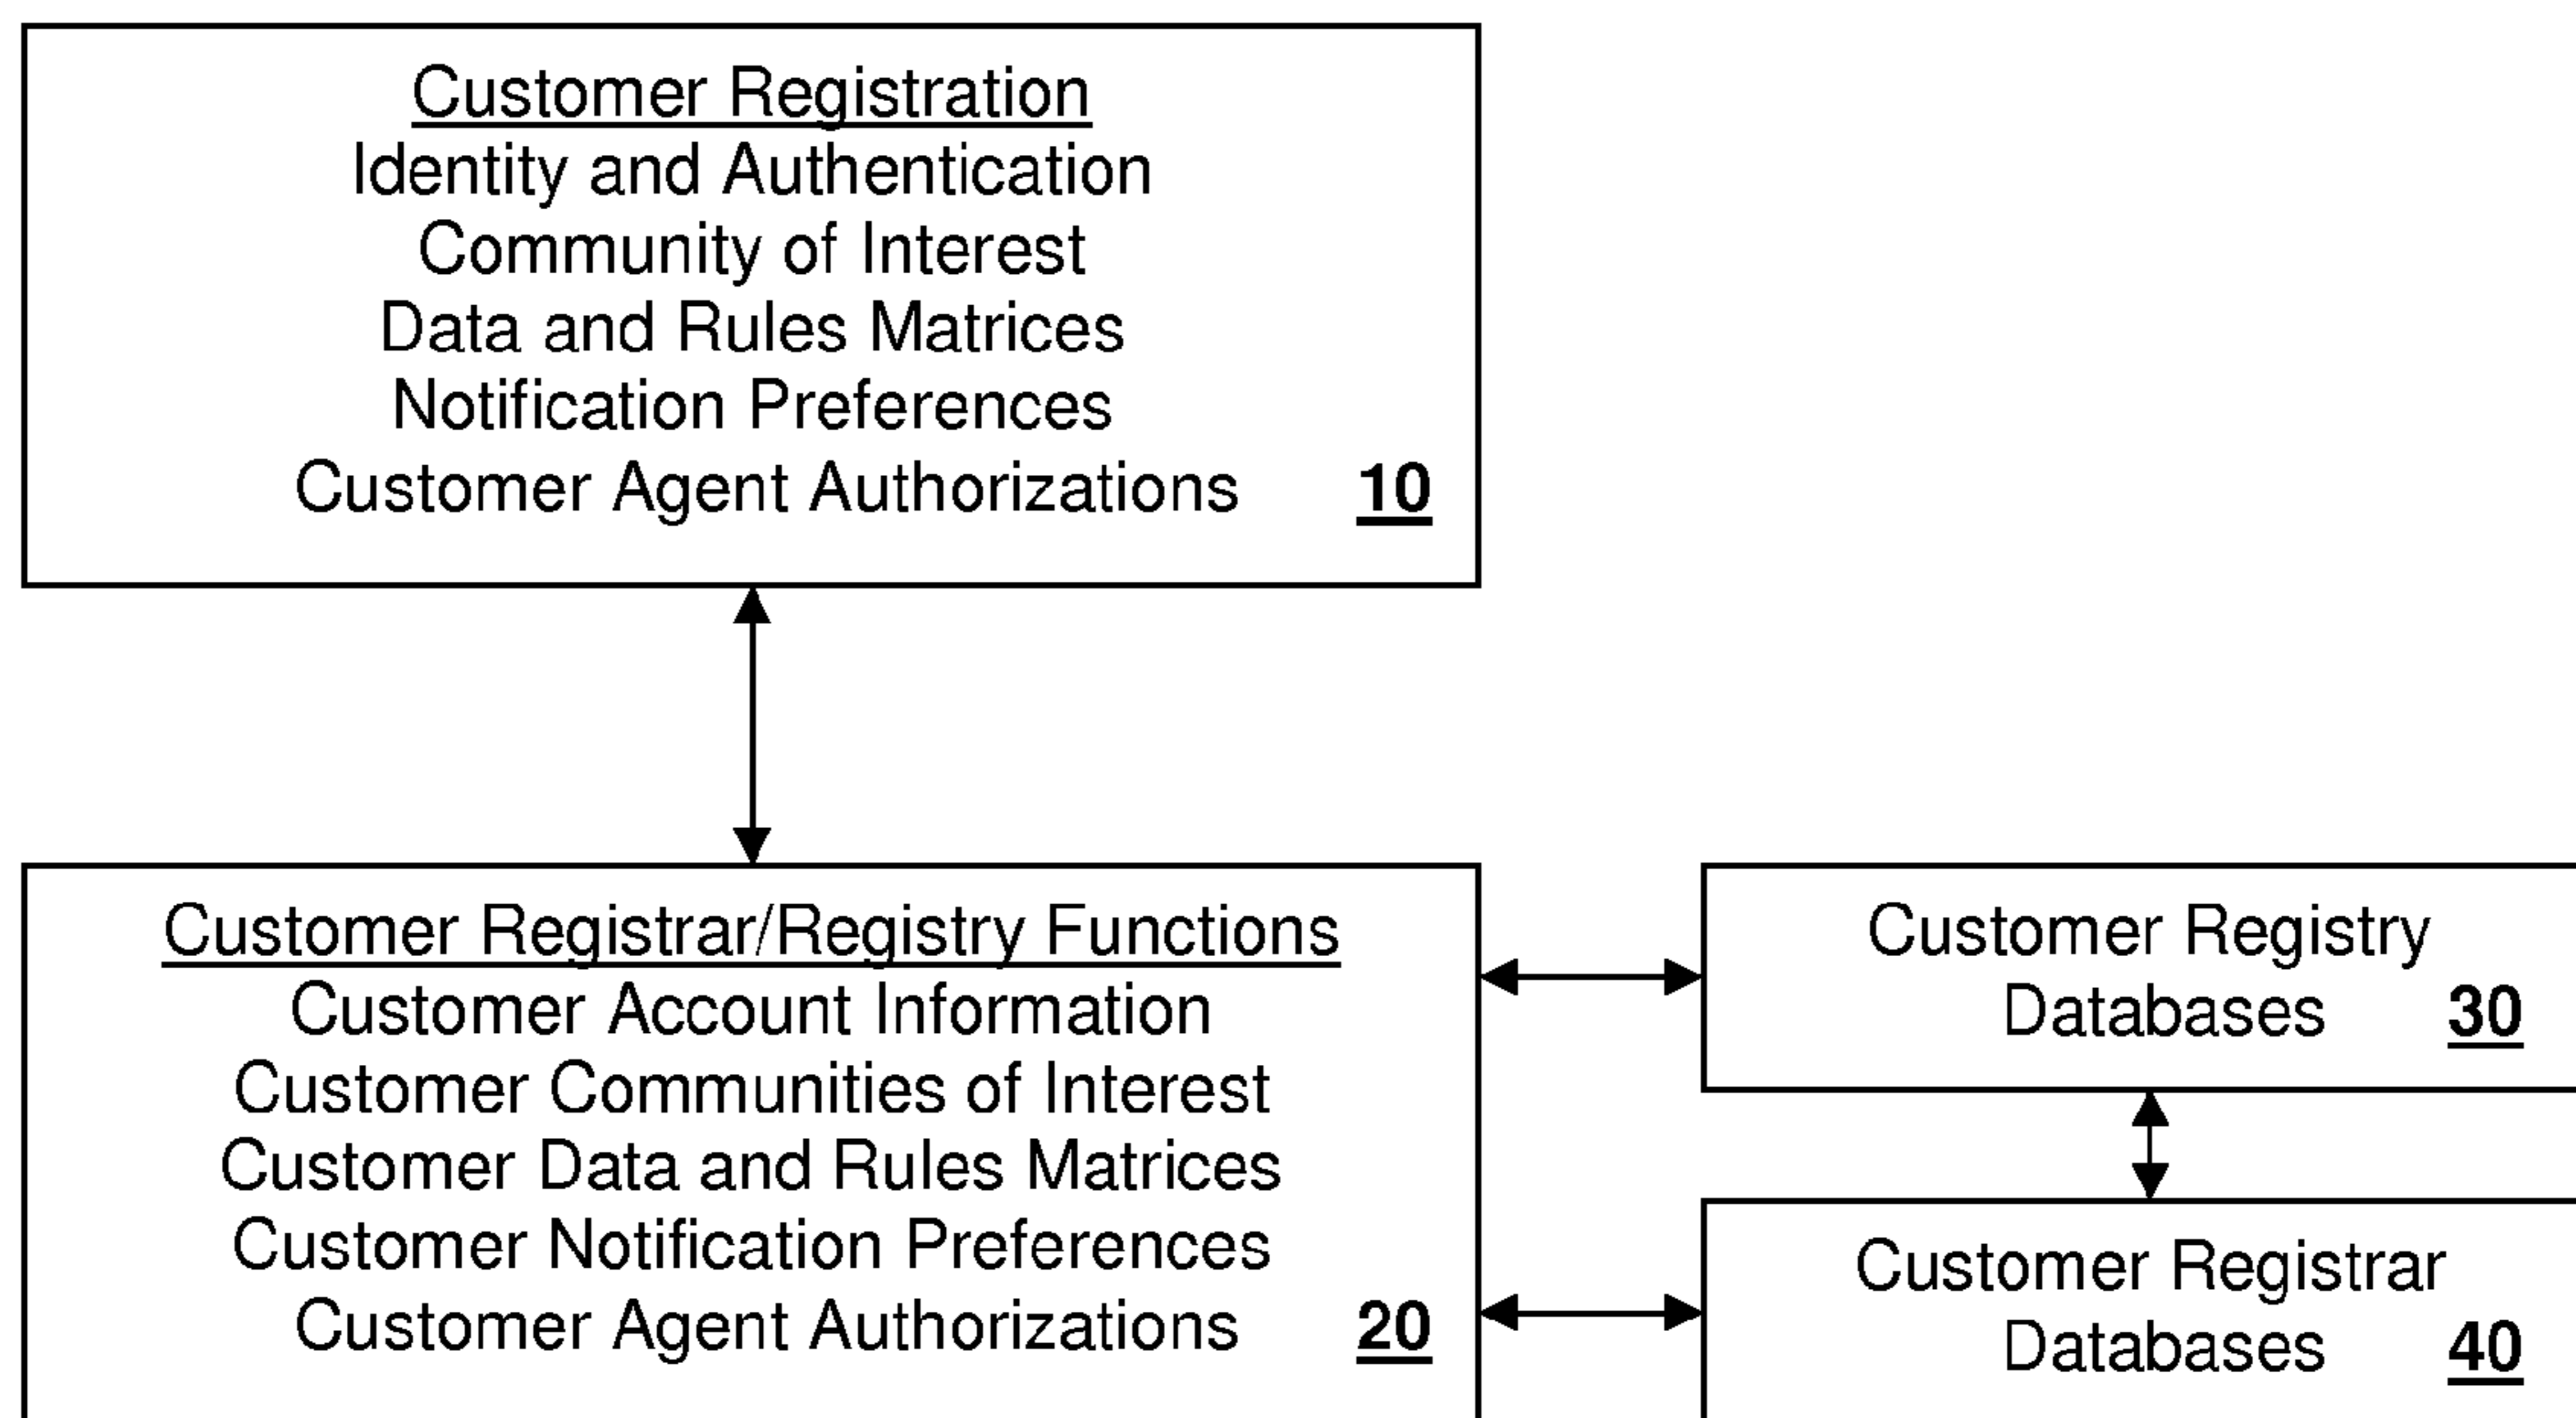 Customer Registration
Identity and Authentication
Community of Interest
Data and Rules Matrices
Notification Preferences
Customer Agent Authorizations 10
Customer Registrar/Registry Functions
Customer Account Information
Customer Communities of Interest
Customer Data and Rules Matrices
Customer Notification Preferences
Customer Agent Authorizations 20
Customer Registry
Databases 30
Customer Registrar
Databases 40